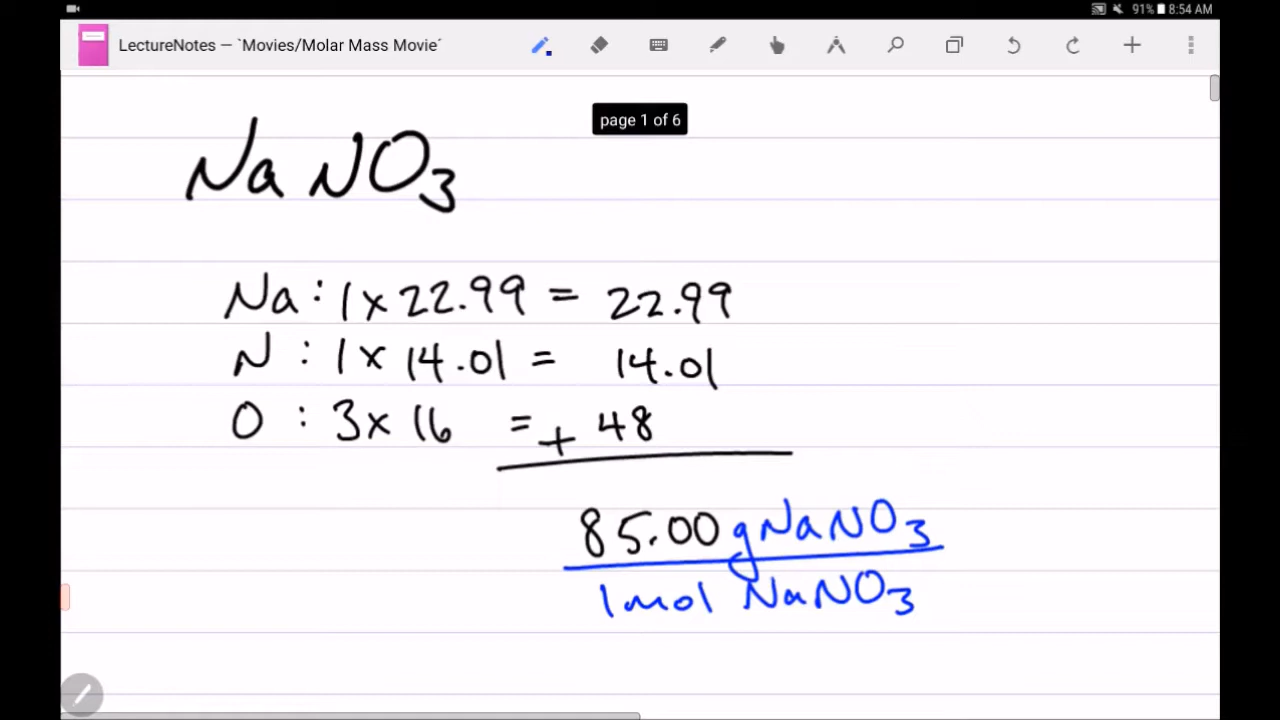 91% 8:54 AM
LectureNotes — `Movies/Molar Mass Movie´
page 1 of 6
NaNO₃
Na : 1 x 22.99 = 22.99
N : 1 x 14.01 = 14.01
O : 3 x 16 = + 48
85.00 g NaNO₃
1 mol NaNO₃